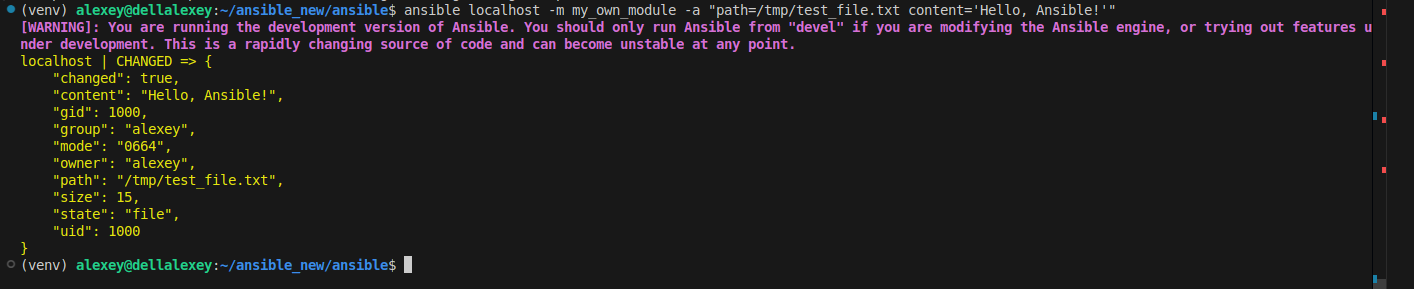 (venv) alexey@dellalexey:~/ansible_new/ansible$ ansible localhost -m my_own_module -a "path=/tmp/test_file.txt content='Hello, Ansible!'"
[WARNING]: You are running the development version of Ansible. You should only run Ansible from "devel" if you are modifying the Ansible engine, or trying out features u
nder development. This is a rapidly changing source of code and can become unstable at any point.
localhost | CHANGED => {
    "changed": true,
    "content": "Hello, Ansible!",
    "gid": 1000,
    "group": "alexey",
    "mode": "0664",
    "owner": "alexey",
    "path": "/tmp/test_file.txt",
    "size": 15,
    "state": "file",
    "uid": 1000
}
(venv) alexey@dellalexey:~/ansible_new/ansible$